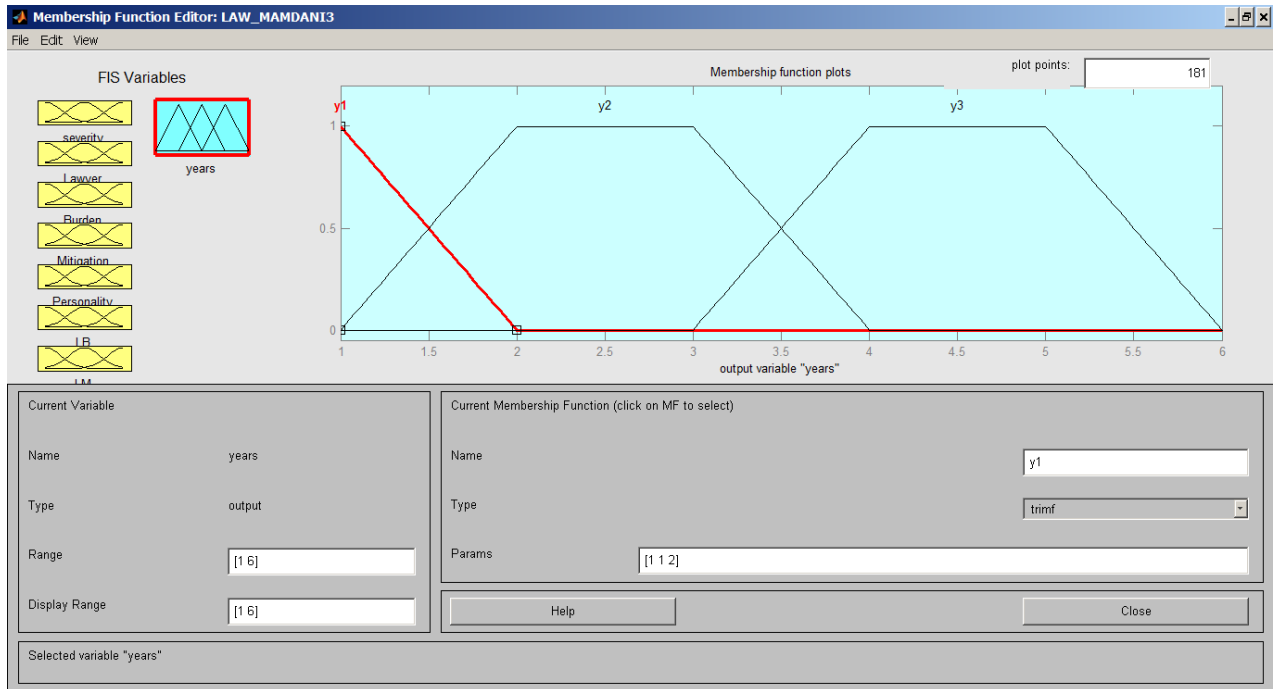 Membership Function Editor: LAW_MAMDANI3
File Edit View
FIS Variables
severity
Lawyer
Burden
Mitigation
Personality
LB
LM
years
Membership function plots
plot points:
181
y1
y2
y3
1
0.5
0
1
1.5
2
2.5
3
3.5
4
4.5
5
5.5
6
output variable "years"
Current Variable
Name
years
Type
output
Range
[1 6]
Display Range
[1 6]
Current Membership Function (click on MF to select)
Name
y1
Type
trimf
Params
[1 1 2]
Help
Close
Selected variable "years"